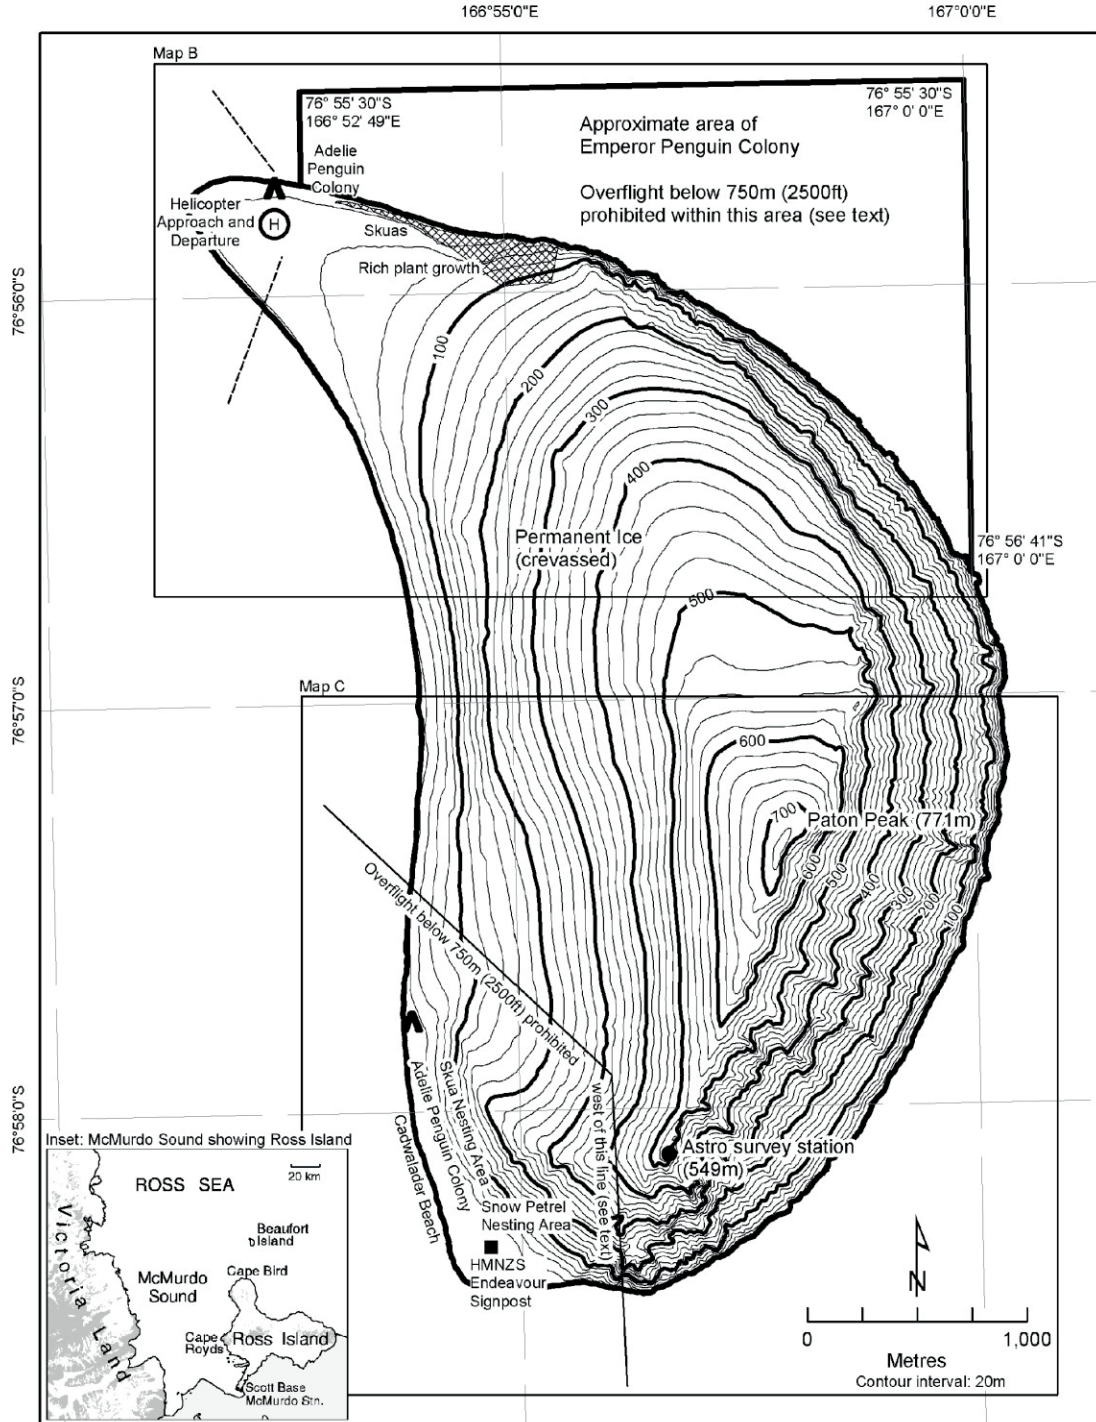 166°55'0"E
167°0'0"E
Map B
76° 55' 30"S
166° 52' 49"E
76° 55' 30"S
167° 0' 0"E
Approximate area of
Emperor Penguin Colony
Overflight below 750m (2500ft)
prohibited within this area (see text)
Adelie
Penguin
Colony
Helicopter
Approach and
Departure
H
Skuas
Rich plant growth
76°56'0"S
100
200
300
400
Permanent Ice
(crevassed)
76° 56' 41"S
167° 0' 0"E
500
Map C
76°57'0"S
600
700
Paton Peak (771m)
600
500
400
300
200
100
Overflight below 750m (2500ft) prohibited
west of this line (see text)
Skua Nesting Area
Adelie Penguin Colony
Cadwalader Beach
76°58'0"S
Astro survey station
(549m)
Snow Petrel
Nesting Area
HMNZS
Endeavour
Signpost
N
0 1,000
Metres
Contour interval: 20m
Inset: McMurdo Sound showing Ross Island
20 km
ROSS SEA
Victoria Land
Beaufort
Island
Cape Bird
McMurdo
Sound
Cape
Royds
Ross Island
Scott Base
McMurdo Stn.